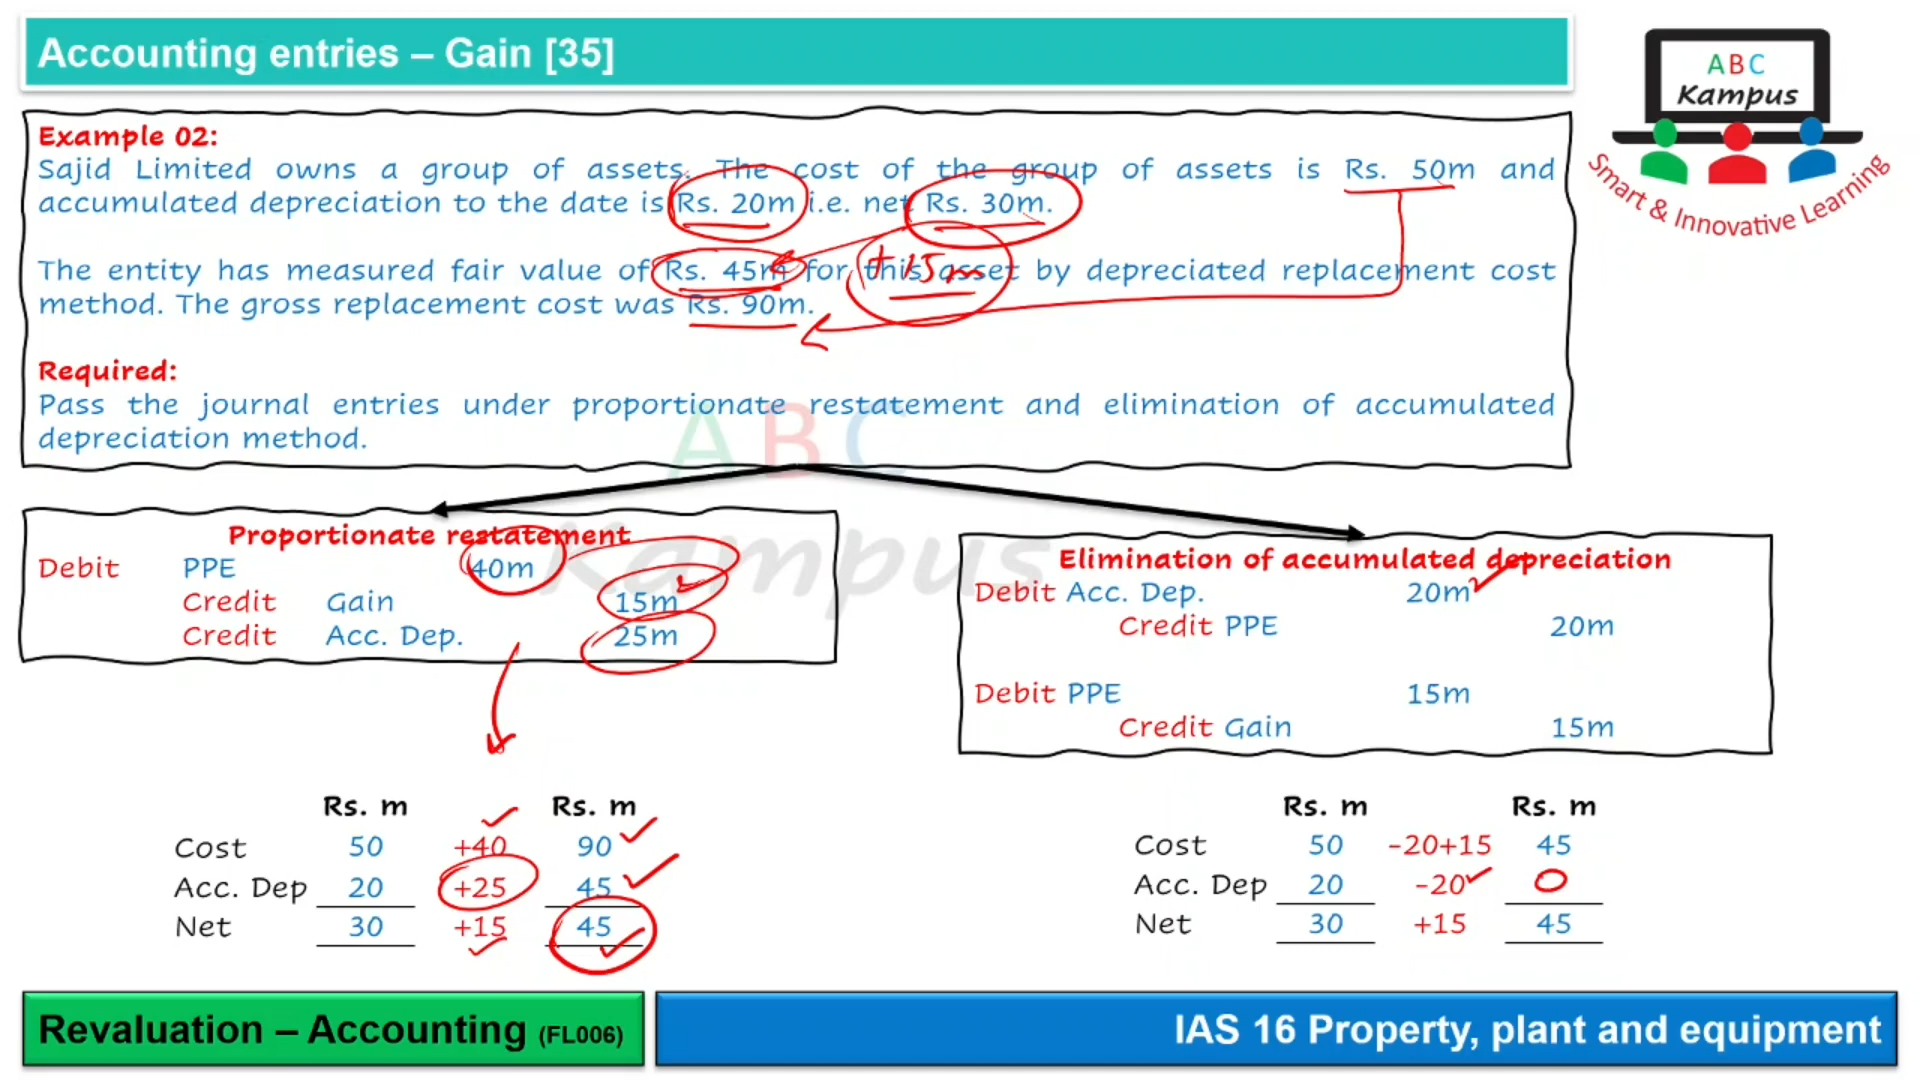 Accounting entries – Gain [35]
ABC
Kampus
Smart & Innovative Learning
Example 02:
Sajid Limited owns a group of assets. The cost of the group of assets is Rs. 50m and
accumulated depreciation to the date is Rs. 20m i.e. net Rs. 30m.
The entity has measured fair value of Rs. 45m for this asset by depreciated replacement cost
+15m
method. The gross replacement cost was Rs. 90m.
Required:
Pass the journal entries under proportionate restatement and elimination of accumulated
depreciation method.
ABC
Kampus
Proportionate restatement
Debit PPE 40m
Credit Gain 15m
Credit Acc. Dep. 25m
Elimination of accumulated depreciation
Debit Acc. Dep. 20m
Credit PPE 20m
Debit PPE 15m
Credit Gain 15m
Rs. m Rs. m
Cost 50 +40 90
Acc. Dep 20 +25 45
Net 30 +15 45
Rs. m Rs. m
Cost 50 -20+15 45
Acc. Dep 20 -20 0
Net 30 +15 45
Revaluation – Accounting (FL006)
IAS 16 Property, plant and equipment